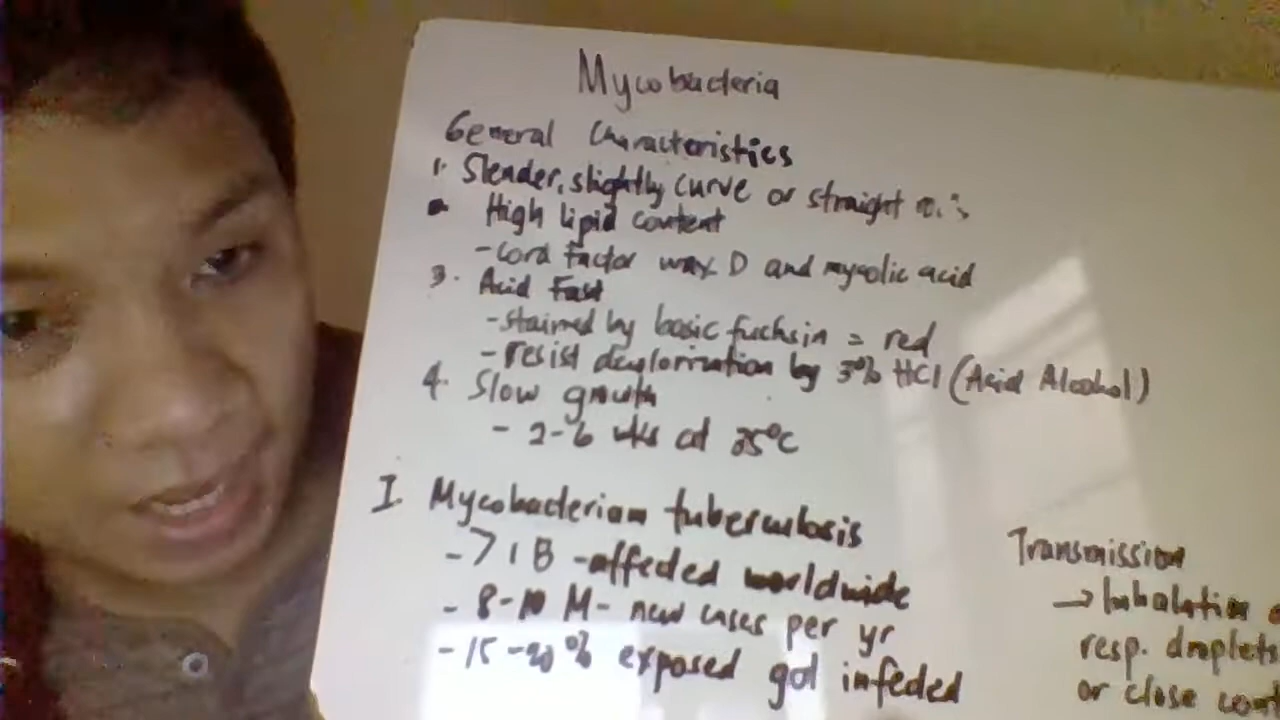 Mycobacteria
General Characteristics
1. Slender, slightly curve or straight
High lipid content
- Cord factor wax D and mycolic acid
3. Acid Fast
- stained by basic fuchsin = red
- resist decolorization by 3% HCl (Acid Alcohol)
4. Slow growth
- 2-6 wks at 35°C
I. Mycobacterium tuberculosis
- > 1 B - affected worldwide
- 8-10 M - new cases per yr
- 15-20% exposed got infected
Transmission
→ Inhalation
resp. droplets
or close